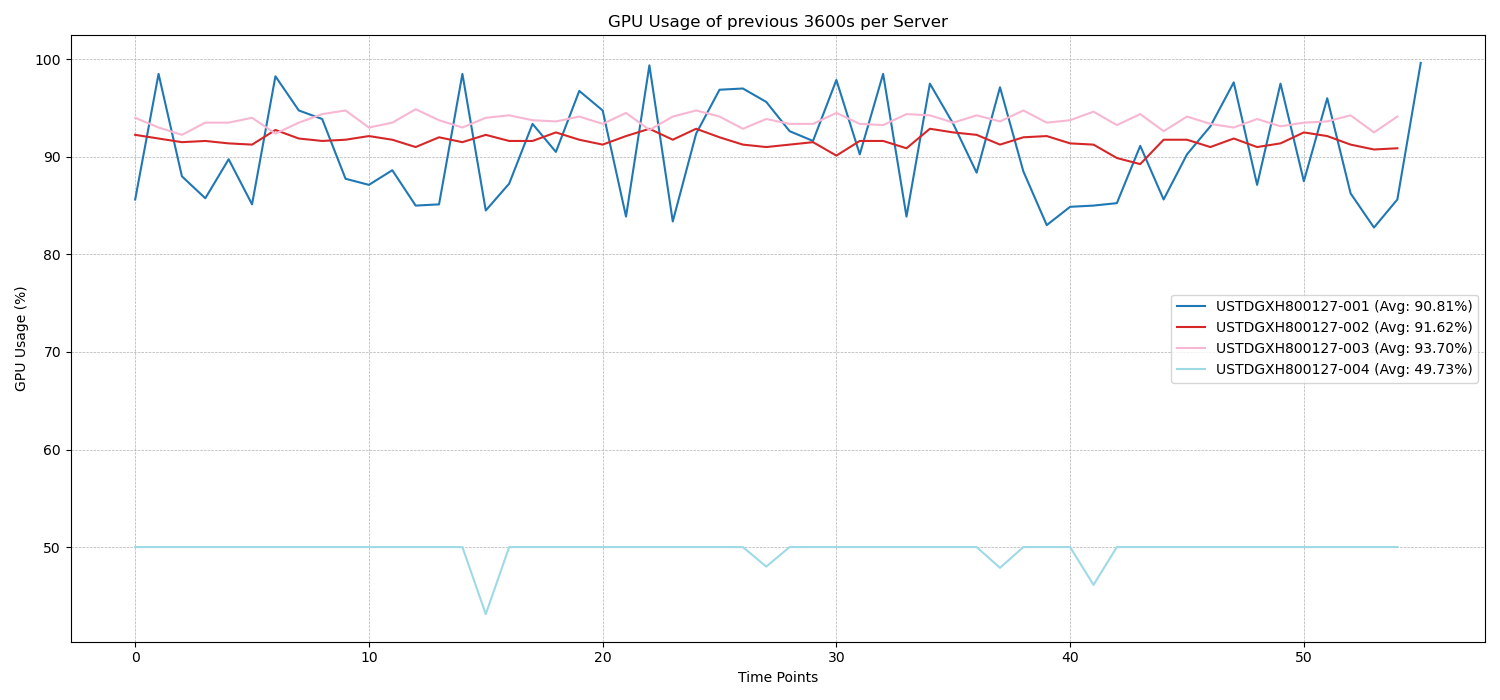 GPU Usage of previous 3600s per Server
100
90
80
70
60
50
GPU Usage (%)
USTDGXH800127-001 (Avg: 90.81%)
USTDGXH800127-002 (Avg: 91.62%)
USTDGXH800127-003 (Avg: 93.70%)
USTDGXH800127-004 (Avg: 49.73%)
0 10 20 30 40 50
Time Points